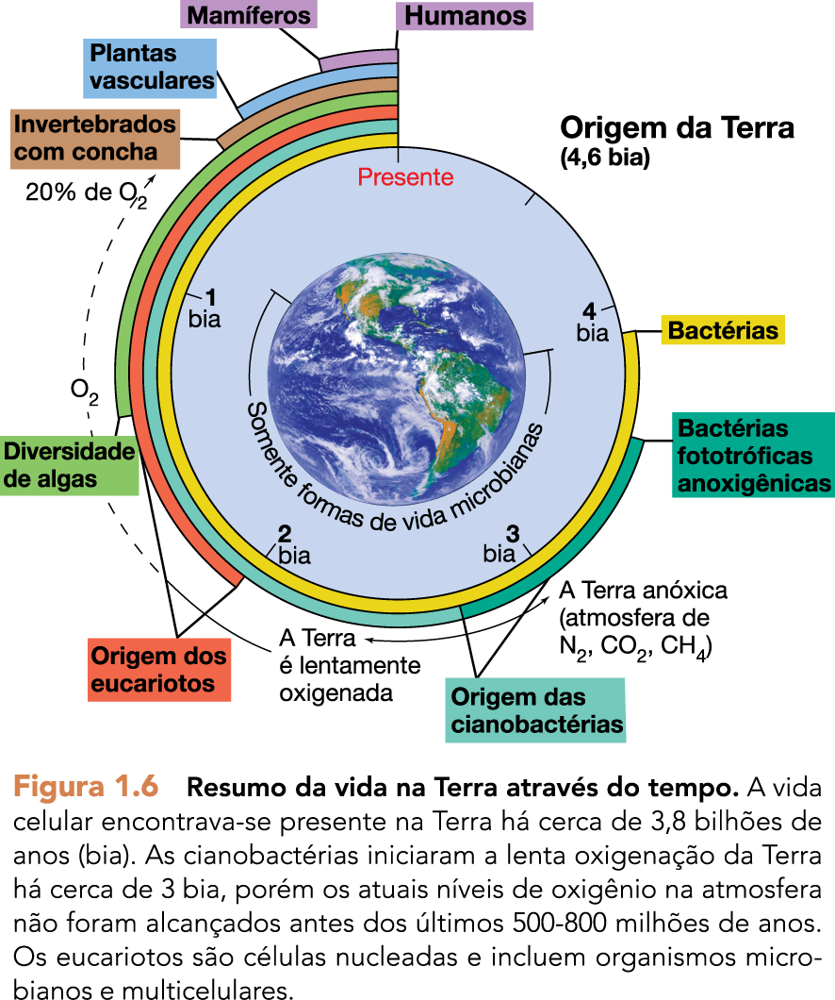 Mamíferos
Humanos
Plantas
vasculares
Invertebrados
com concha
Origem da Terra
(4,6 bia)
20% de O2
Presente
1
bia
4
bia
Bactérias
O2
Somente formas de vida microbianas
Bactérias
fototróficas
anoxigênicas
Diversidade
de algas
2
bia
3
bia
A Terra anóxica
(atmosfera de
N2, CO2, CH4)
A Terra
é lentamente
oxigenada
Origem dos
eucariotos
Origem das
cianobactérias
Figura 1.6 Resumo da vida na Terra através do tempo. A vida
celular encontrava-se presente na Terra há cerca de 3,8 bilhões de
anos (bia). As cianobactérias iniciaram a lenta oxigenação da Terra
há cerca de 3 bia, porém os atuais níveis de oxigênio na atmosfera
não foram alcançados antes dos últimos 500-800 milhões de anos.
Os eucariotos são células nucleadas e incluem organismos micro-
bianos e multicelulares.